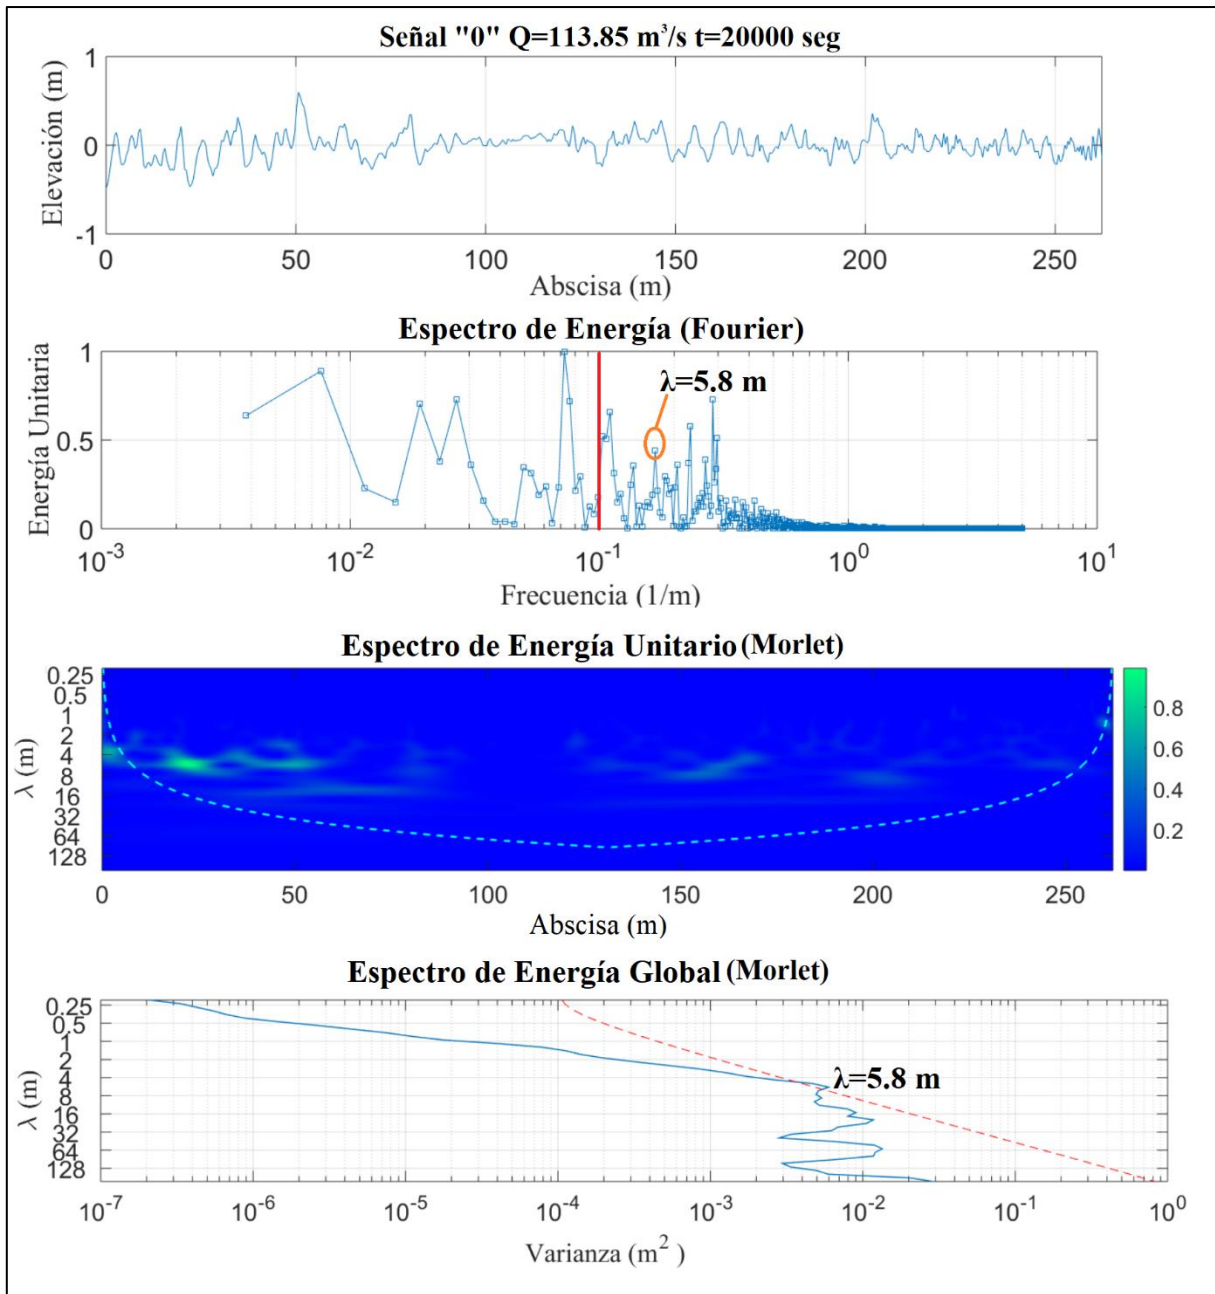 Señal "0" Q=113.85 m³/s t=20000 seg
Elevación (m)
1
0
-1
0 50 100 150 200 250
Abscisa (m)
Espectro de Energía (Fourier)
Energía Unitaria
1
0.5
0
λ=5.8 m
10⁻³ 10⁻² 10⁻¹ 10⁰ 10¹
Frecuencia (1/m)
Espectro de Energía Unitario (Morlet)
λ (m)
0.25
0.5
1
2
4
8
16
32
64
128
0.8
0.6
0.4
0.2
0 50 100 150 200 250
Abscisa (m)
Espectro de Energía Global (Morlet)
λ (m)
0.25
0.5
1
2
4
8
16
32
64
128
λ=5.8 m
10⁻⁷ 10⁻⁶ 10⁻⁵ 10⁻⁴ 10⁻³ 10⁻² 10⁻¹ 10⁰
Varianza (m²)